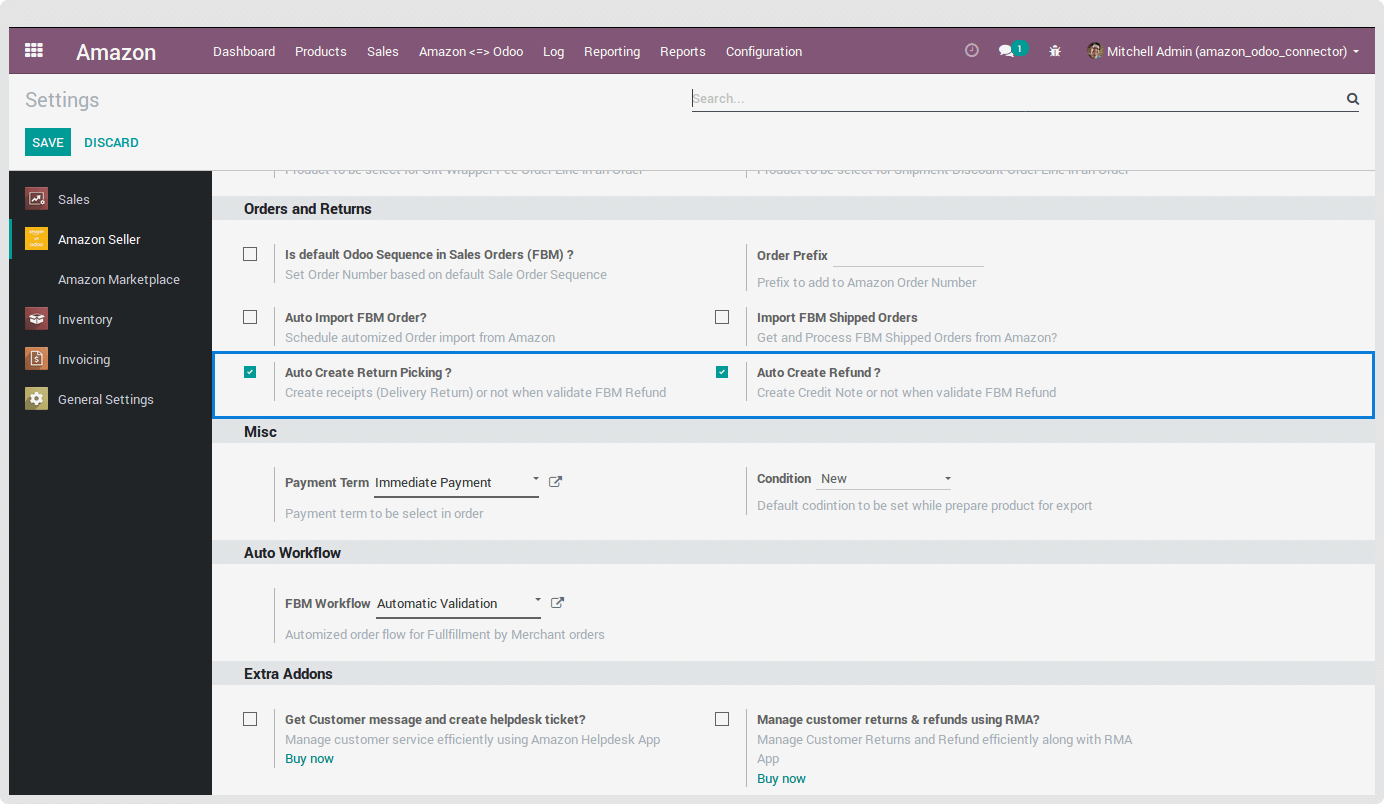 Amazon Dashboard Products Sales Amazon <=> Odoo Log Reporting Reports Configuration 1 Mitchell Admin (amazon_odoo_connector)
Settings Search...
SAVE DISCARD
Sales
Amazon Seller
Amazon Marketplace
Inventory
Invoicing
General Settings
Product to be select for Gift Wrapper Fee Order Line in an Order Product to be select for Shipment Discount Order Line in an Order
Orders and Returns
Is default Odoo Sequence in Sales Orders (FBM) ? Order Prefix
Set Order Number based on default Sale Order Sequence Prefix to add to Amazon Order Number
Auto Import FBM Order? Import FBM Shipped Orders
Schedule automized Order import from Amazon Get and Process FBM Shipped Orders from Amazon?
Auto Create Return Picking ? Auto Create Refund ?
Create receipts (Delivery Return) or not when validate FBM Refund Create Credit Note or not when validate FBM Refund
Misc
Payment Term Immediate Payment Condition New
Payment term to be select in order Default codintion to be set while prepare product for export
Auto Workflow
FBM Workflow Automatic Validation
Automized order flow for Fullfillment by Merchant orders
Extra Addons
Get Customer message and create helpdesk ticket? Manage customer returns & refunds using RMA?
Manage customer service efficiently using Amazon Helpdesk App Manage Customer Returns and Refund efficiently along with RMA
Buy now App
Buy now